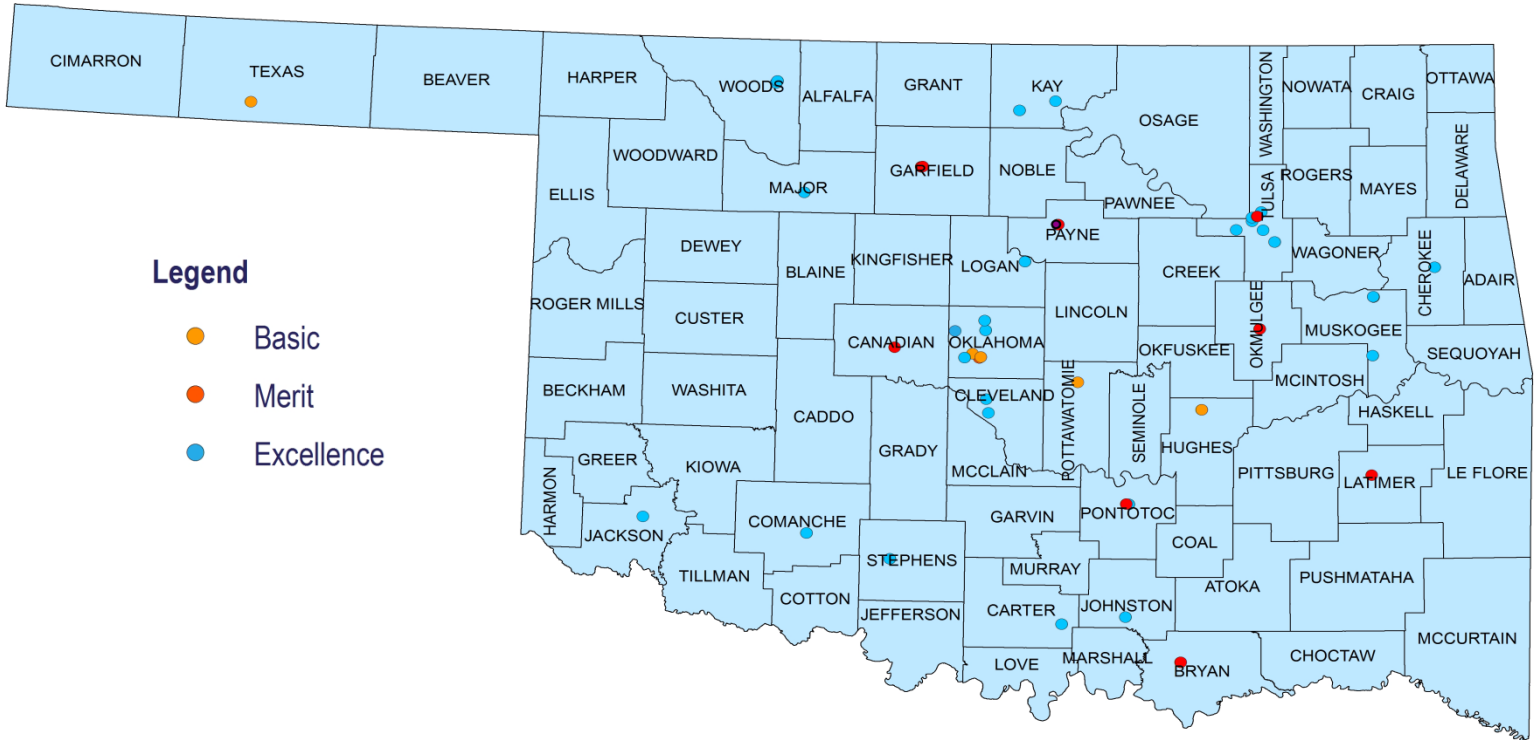 CIMARRON
TEXAS
BEAVER
HARPER
WOODS
ALFALFA
GRANT
KAY
OSAGE
WASHINGTON
NOWATA
CRAIG
OTTAWA
WOODWARD
ELLIS
MAJOR
GARFIELD
NOBLE
PAWNEE
TULSA
ROGERS
MAYES
DELAWARE
DEWEY
BLAINE
KINGFISHER
LOGAN
PAYNE
CREEK
WAGONER
CHEROKEE
ADAIR
Legend
Basic
Merit
Excellence
ROGER MILLS
CUSTER
CANADIAN
OKLAHOMA
LINCOLN
OKMULGEE
OKFUSKEE
MUSKOGEE
SEQUOYAH
BECKHAM
WASHITA
CADDO
GRADY
CLEVELAND
POTTAWATOMIE
SEMINOLE
HUGHES
MCINTOSH
HASKELL
HARMON
GREER
KIOWA
MCCLAIN
PITTSBURG
LATIMER
LE FLORE
JACKSON
COMANCHE
GARVIN
PONTOTOC
COAL
TILLMAN
COTTON
STEPHENS
MURRAY
JOHNSTON
ATOKA
PUSHMATAHA
JEFFERSON
CARTER
LOVE
MARSHALL
BRYAN
CHOCTAW
MCCURTAIN